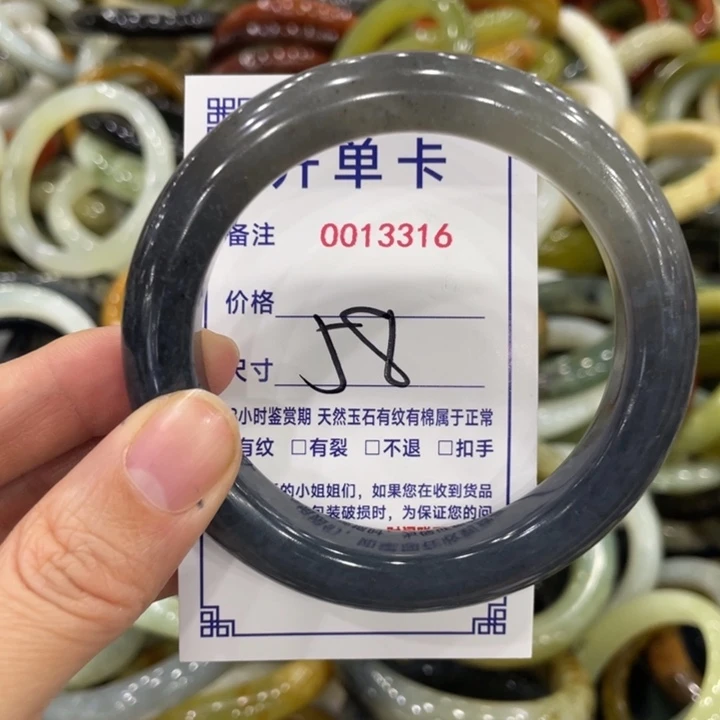 开单卡
备注 0013316
价格
尺寸 58
小时鉴赏期 天然玉石有纹有棉属于正常
有纹 □有裂 □不退 □扣手
的小姐姐们，如果您在收到货品
包装破损时，为保证您的问